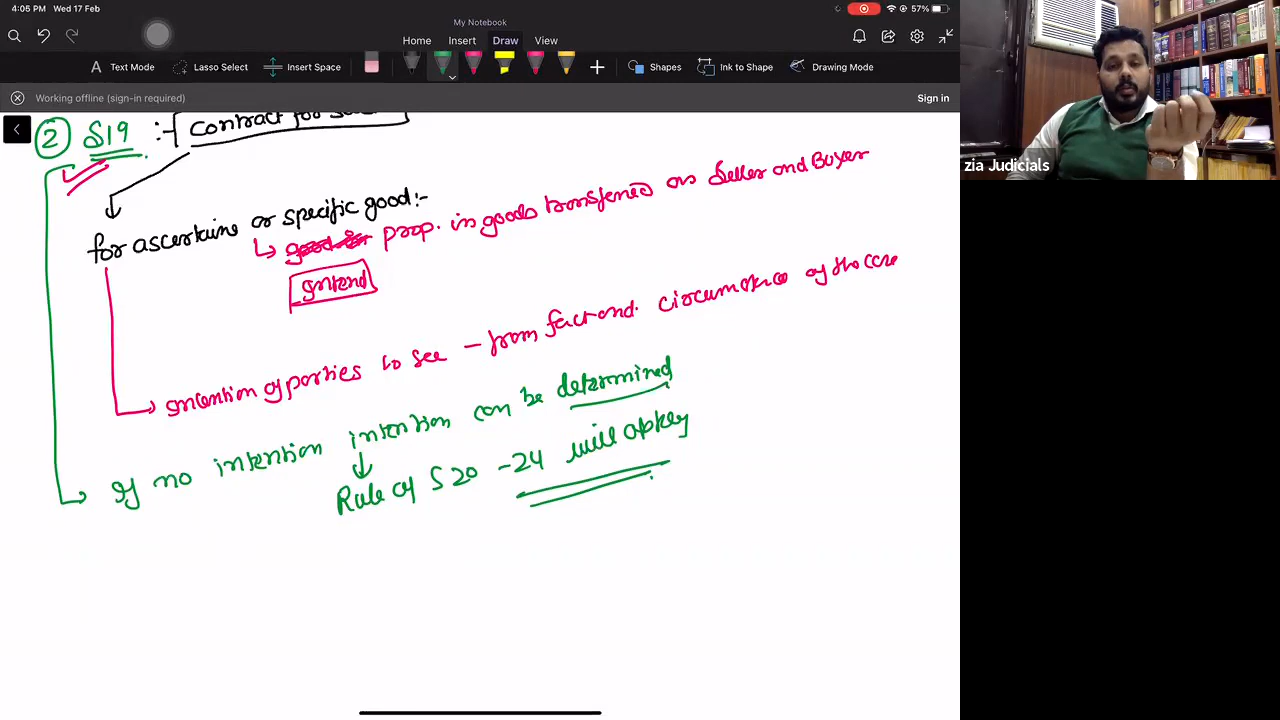 4:05 PM Wed 17 Feb
57%
My Notebook
Home Insert Draw View
Text Mode Lasso Select Insert Space Shapes Ink to Shape Drawing Mode
Working offline (sign-in required) Sign in
2 S19 :- Contract for
for ascertaine or specific good:-
prop. in goods transferred as Seller and Buyer
intend
intention of parties to see - from fact and. circumstance of the case
If no intention intention can be determined
Rule of S 20 - 24 will apply
zia Judicials